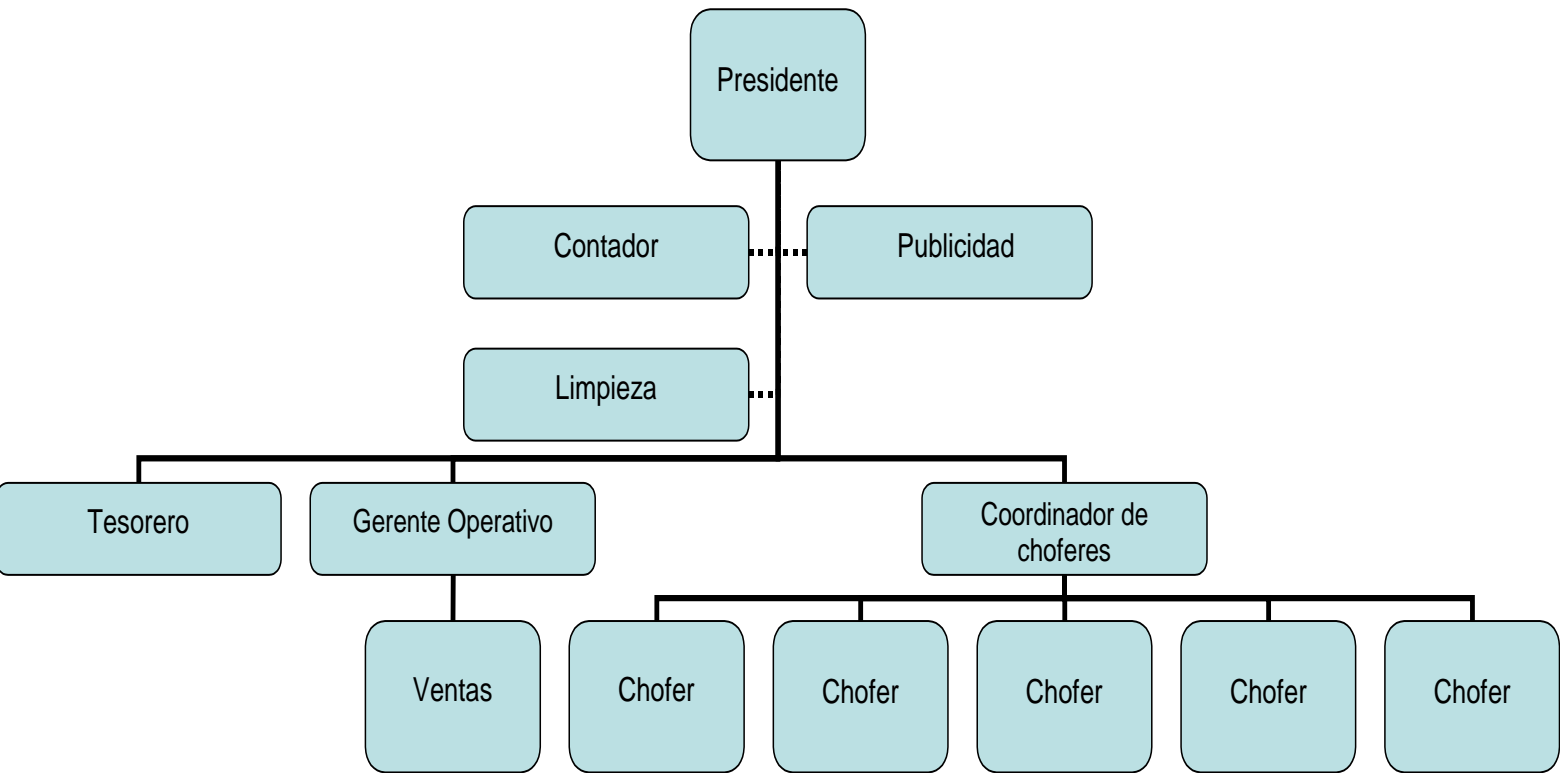 Presidente
Contador
Publicidad
Limpieza
Tesorero
Gerente Operativo
Coordinador de
choferes
Ventas
Chofer
Chofer
Chofer
Chofer
Chofer